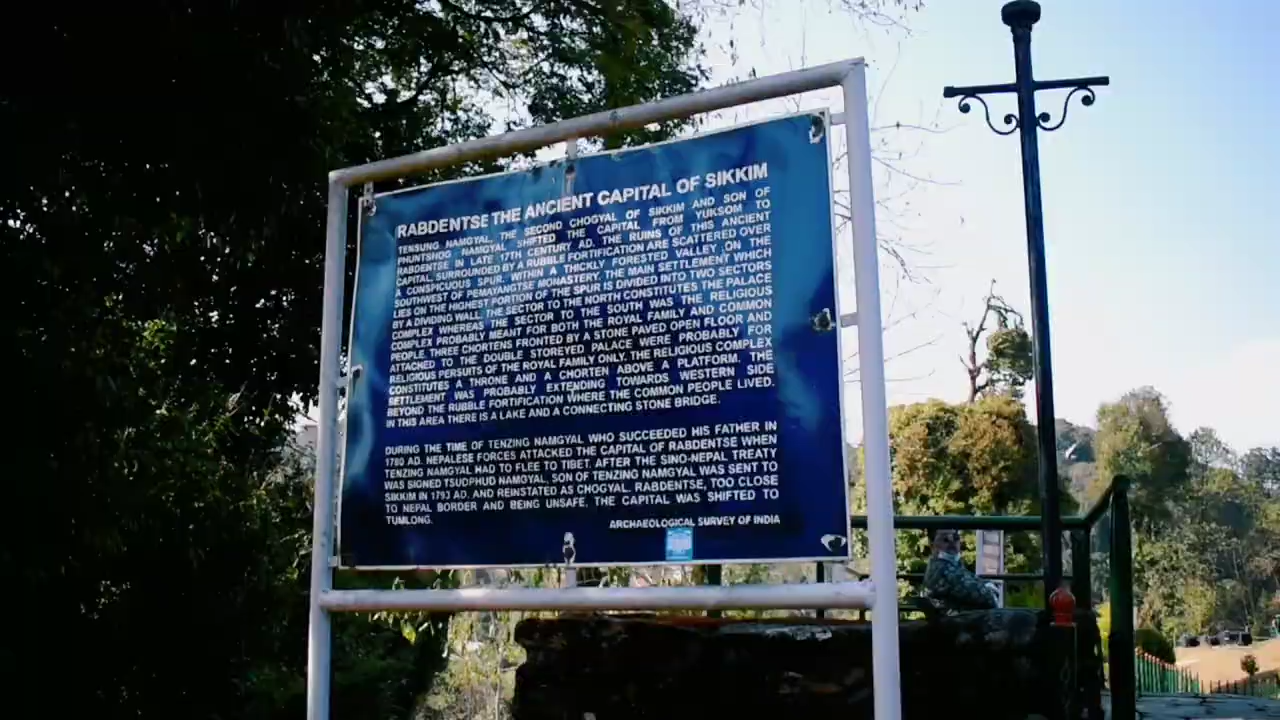 RABDENTSE THE ANCIENT CAPITAL OF SIKKIM
TENSUNG NAMGYAL, THE SECOND CHOGYAL OF SIKKIM AND SON OF
PHUNTSHOG NAMGYAL SHIFTED THE CAPITAL FROM YUKSOM TO
RABDENTSE IN LATE 17TH CENTURY AD. THE RUINS OF THIS ANCIENT
CAPITAL, SURROUNDED BY A RUBBLE FORTIFICATION ARE SCATTERED OVER
A CONSPICUOUS SPUR. WITHIN A THICKLY FORESTED VALLEY ,ON THE
SOUTHWEST OF PEMAYANGTSE MONASTERY. THE MAIN SETTLEMENT WHICH
LIES ON THE HIGHEST PORTION OF THE SPUR IS DIVIDED INTO TWO SECTORS
BY A DIVIDING WALL. THE SECTOR TO THE NORTH CONSTITUTES THE PALACE
COMPLEX WHEREAS THE SECTOR TO THE SOUTH WAS THE RELIGIOUS
COMPLEX PROBABLY MEANT FOR BOTH THE ROYAL FAMILY AND COMMON
PEOPLE. THREE CHORTENS FRONTED BY A STONE PAVED OPEN FLOOR AND
ATTACHED TO THE DOUBLE STOREYED PALACE WERE PROBABLY FOR
RELIGIOUS PERSUITS OF THE ROYAL FAMILY ONLY. THE RELIGIOUS COMPLEX
CONSTITUTES A THRONE AND A CHORTEN ABOVE A PLATFORM. THE
SETTLEMENT WAS PROBABLY EXTENDING TOWARDS WESTERN SIDE
BEYOND THE RUBBLE FORTIFICATION WHERE THE COMMON PEOPLE LIVED.
IN THIS AREA THERE IS A LAKE AND A CONNECTING STONE BRIDGE.
DURING THE TIME OF TENZING NAMGYAL WHO SUCCEEDED HIS FATHER IN
1780 AD. NEPALESE FORCES ATTACKED THE CAPITAL OF RABDENTSE WHEN
TENZING NAMGYAL HAD TO FLEE TO TIBET. AFTER THE SINO-NEPAL TREATY
WAS SIGNED TSUDPHUD NAMGYAL, SON OF TENZING NAMGYAL WAS SENT TO
SIKKIM IN 1793 AD. AND REINSTATED AS CHOGYAL. RABDENTSE, TOO CLOSE
TO NEPAL BORDER AND BEING UNSAFE, THE CAPITAL WAS SHIFTED TO
TUMLONG.
ARCHAEOLOGICAL SURVEY OF INDIA